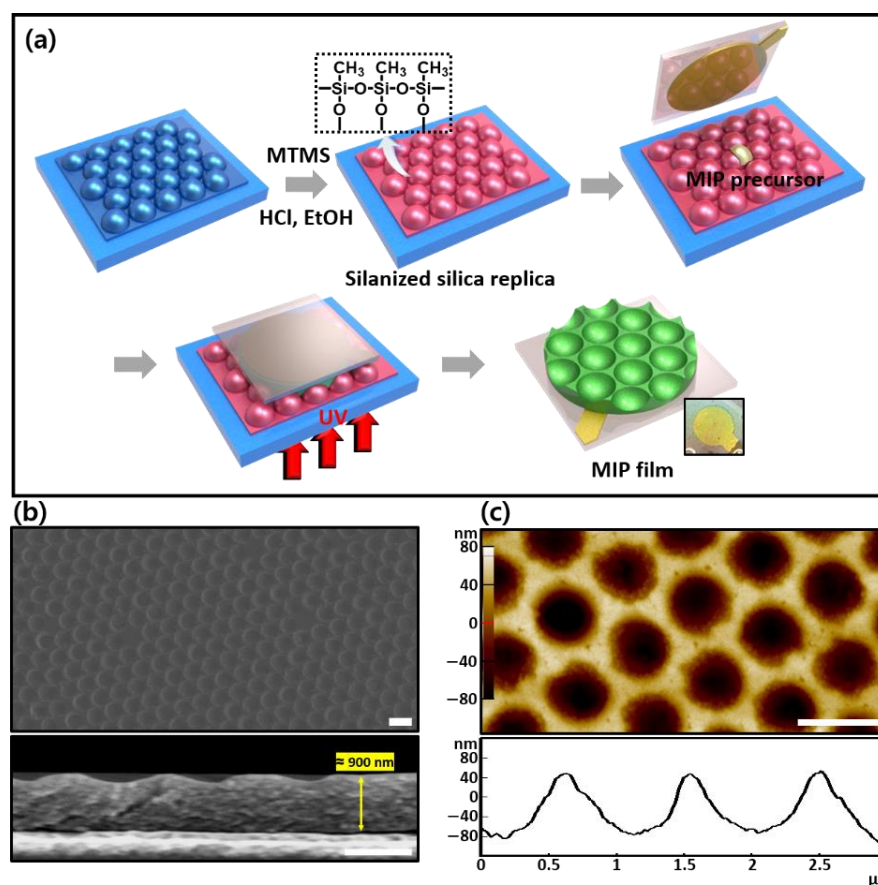 (a)
CH3 CH3 CH3
Si-O-Si-O-Si
O O O
MTMS
HCl, EtOH
Silanized silica replica
MIP precursor
UV
MIP film
(b)
≈ 900 nm
(c)
nm
80
40
0
−40
−80
nm
80
40
0
−40
−80
0 0.5 1 1.5 2 2.5
μ